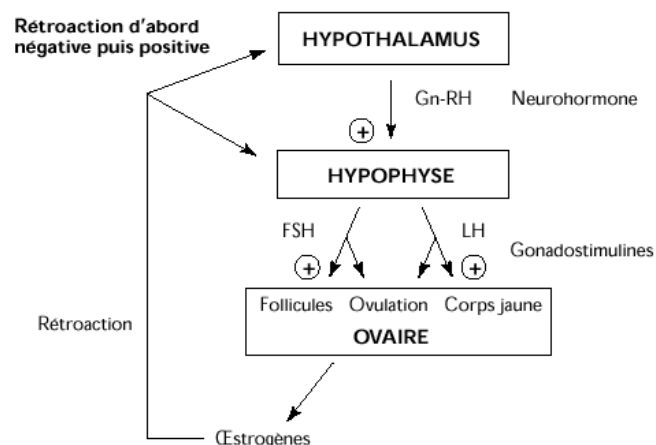 Rétroaction d'abord
négative puis positive
HYPOTHALAMUS
Gn-RH Neurohormone
+
HYPOPHYSE
FSH LH
Gonadostimulines
+ +
Follicules Ovulation Corps jaune
OVAIRE
Rétroaction
Œstrogènes